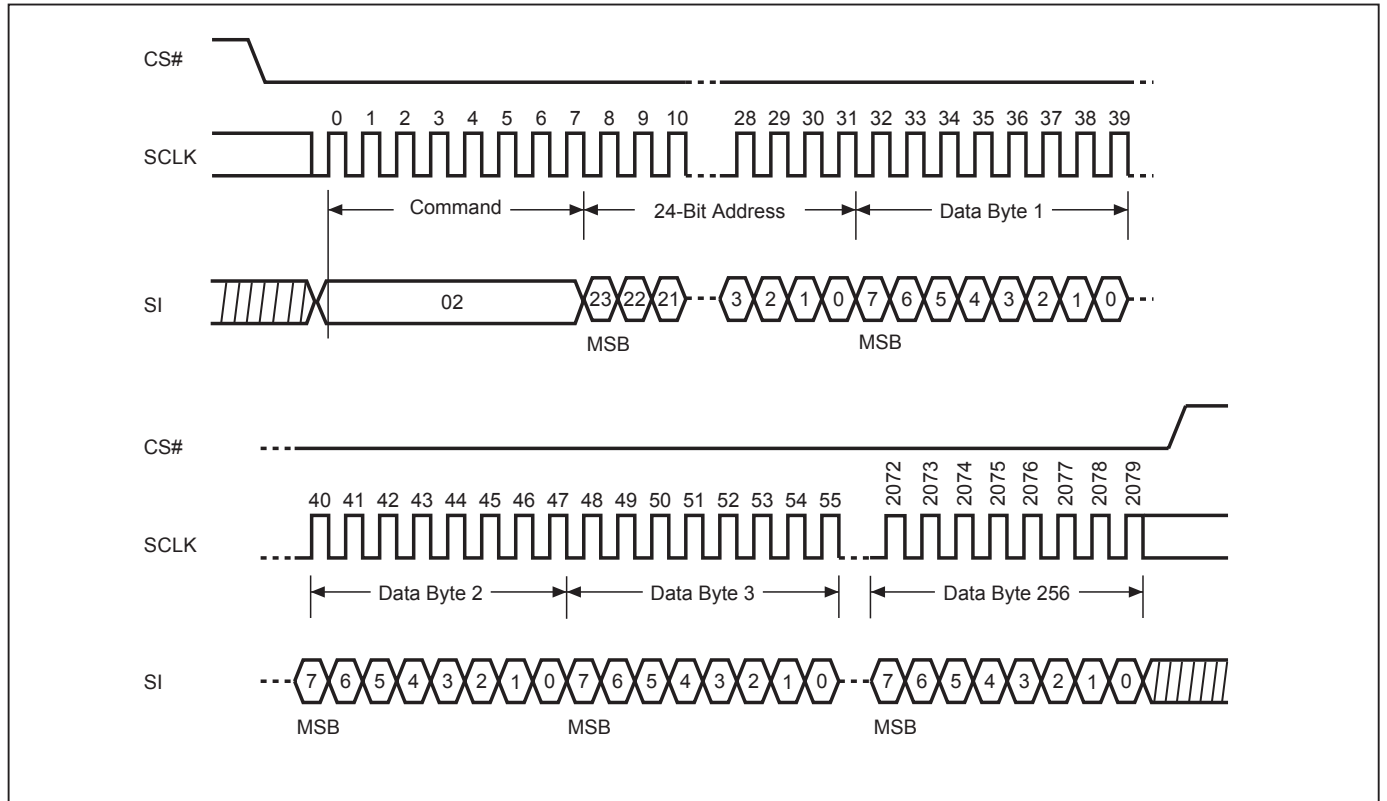 CS#
0 1 2 3 4 5 6 7 8 9 10 28 29 30 31 32 33 34 35 36 37 38 39
SCLK
Command 24-Bit Address Data Byte 1
SI 02 23 22 21 3 2 1 0 7 6 5 4 3 2 1 0
MSB MSB
CS#
2072 2073 2074 2075 2076 2077 2078 2079
40 41 42 43 44 45 46 47 48 49 50 51 52 53 54 55
SCLK
Data Byte 2 Data Byte 3 Data Byte 256
SI 7 6 5 4 3 2 1 0 7 6 5 4 3 2 1 0 7 6 5 4 3 2 1 0
MSB MSB MSB